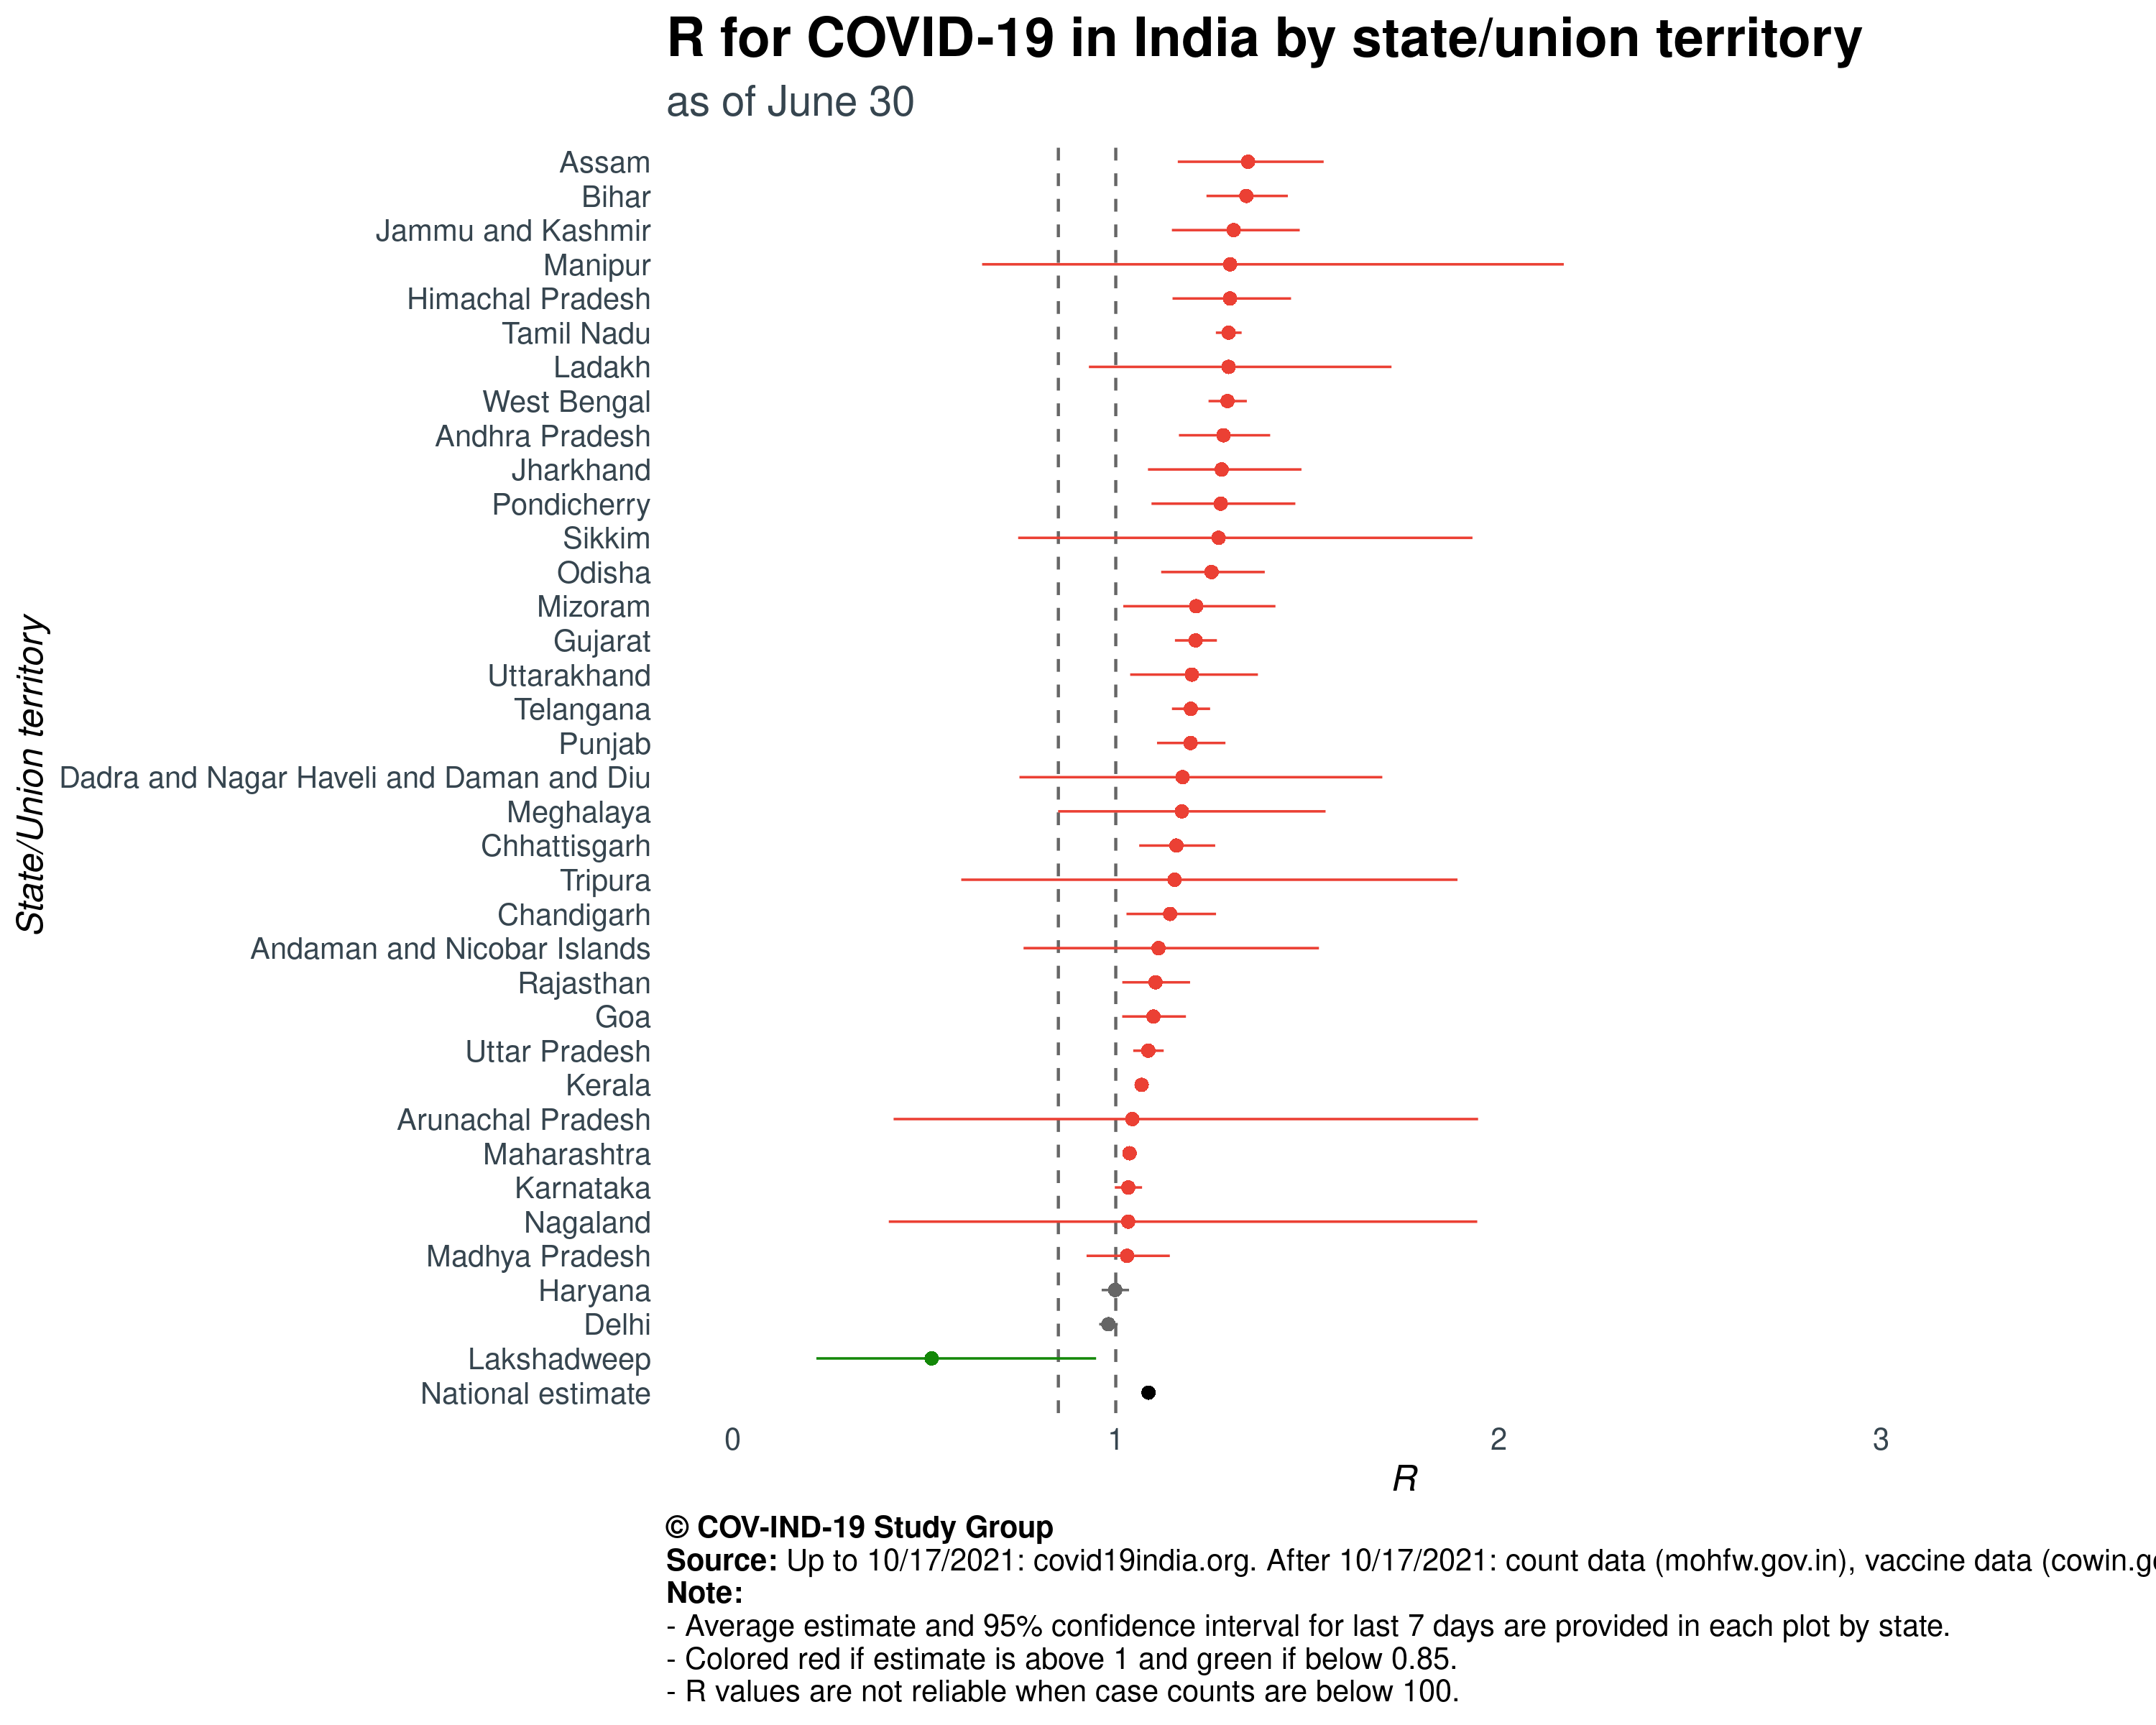 R for COVID-19 in India by state/union territory
as of June 30
State/Union territory
Assam
Bihar
Jammu and Kashmir
Manipur
Himachal Pradesh
Tamil Nadu
Ladakh
West Bengal
Andhra Pradesh
Jharkhand
Pondicherry
Sikkim
Odisha
Mizoram
Gujarat
Uttarakhand
Telangana
Punjab
Dadra and Nagar Haveli and Daman and Diu
Meghalaya
Chhattisgarh
Tripura
Chandigarh
Andaman and Nicobar Islands
Rajasthan
Goa
Uttar Pradesh
Kerala
Arunachal Pradesh
Maharashtra
Karnataka
Nagaland
Madhya Pradesh
Haryana
Delhi
Lakshadweep
National estimate
0 1 2 3
R
© COV-IND-19 Study Group
Source: Up to 10/17/2021: covid19india.org. After 10/17/2021: count data (mohfw.gov.in), vaccine data
Note:
- Average estimate and 95% confidence interval for last 7 days are provided in each plot by state.
- Colored red if estimate is above 1 and green if below 0.85.
- R values are not reliable when case counts are below 100.